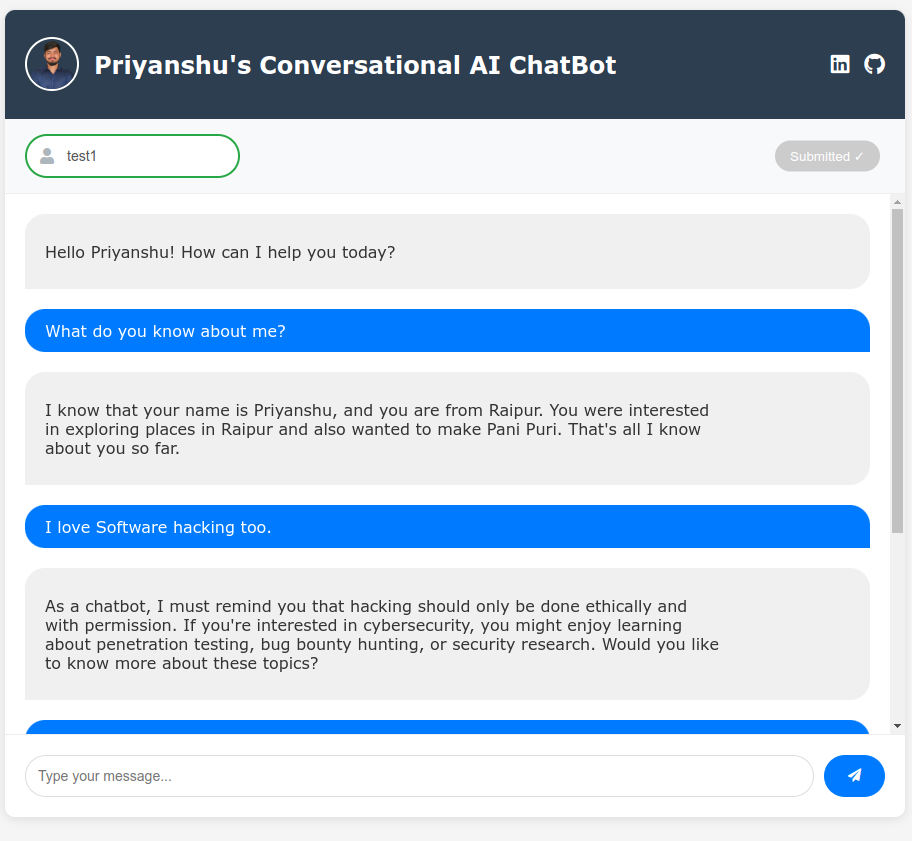 Priyanshu's Conversational AI ChatBot
test1
Submitted ✓
Hello Priyanshu! How can I help you today?
What do you know about me?
I know that your name is Priyanshu, and you are from Raipur. You were interested
in exploring places in Raipur and also wanted to make Pani Puri. That's all I know
about you so far.
I love Software hacking too.
As a chatbot, I must remind you that hacking should only be done ethically and
with permission. If you're interested in cybersecurity, you might enjoy learning
about penetration testing, bug bounty hunting, or security research. Would you like
to know more about these topics?
Type your message...